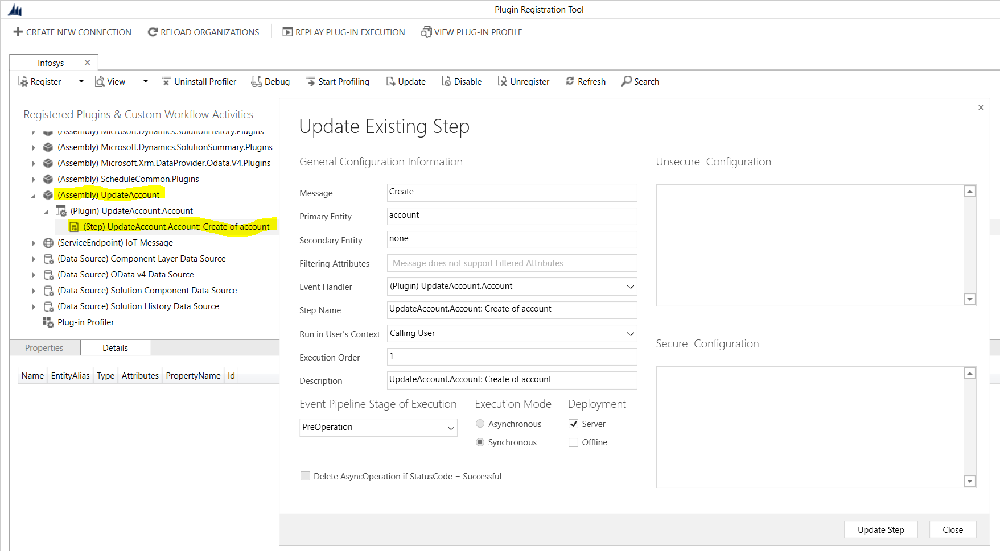 Plugin Registration Tool
CREATE NEW CONNECTION RELOAD ORGANIZATIONS REPLAY PLUG-IN EXECUTION VIEW PLUG-IN PROFILE
Infosys
Register View Uninstall Profiler Debug Start Profiling Update Disable Unregister Refresh Search
Registered Plugins & Custom Workflow Activities
(Assembly) Microsoft.Dynamics.SolutionHistory.Plugins
(Assembly) Microsoft.Dynamics.SolutionSummary.Plugins
(Assembly) Microsoft.Xrm.DataProvider.Odata.V4.Plugins
(Assembly) ScheduleCommon.Plugins
(Assembly) UpdateAccount
(Plugin) UpdateAccount.Account
(Step) UpdateAccount.Account: Create of account
(ServiceEndpoint) IoT Message
(Data Source) Component Layer Data Source
(Data Source) OData v4 Data Source
(Data Source) Solution Component Data Source
(Data Source) Solution History Data Source
Plug-in Profiler
Properties Details
Name EntityAlias Type Attributes PropertyName Id
Update Existing Step
General Configuration Information
Message Create
Primary Entity account
Secondary Entity none
Filtering Attributes Message does not support Filtered Attributes
Event Handler (Plugin) UpdateAccount.Account
Step Name UpdateAccount.Account: Create of account
Run in User's Context Calling User
Execution Order 1
Description UpdateAccount.Account: Create of account
Event Pipeline Stage of Execution Execution Mode Deployment
PreOperation Asynchronous Server
Synchronous Offline
Delete AsyncOperation if StatusCode = Successful
Unsecure Configuration
Secure Configuration
Update Step Close